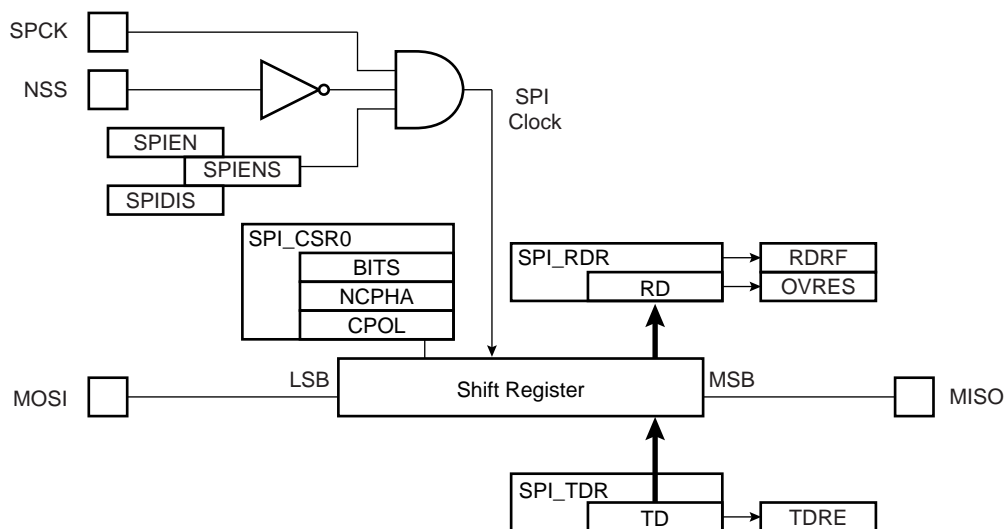 SPCK
NSS
SPI
Clock
SPIEN
SPIENS
SPIDIS
SPI_CSR0
BITS
NCPHA
CPOL
SPI_RDR
RD
RDRF
OVRES
MOSI
LSB
Shift Register
MSB
MISO
SPI_TDR
TD
TDRE